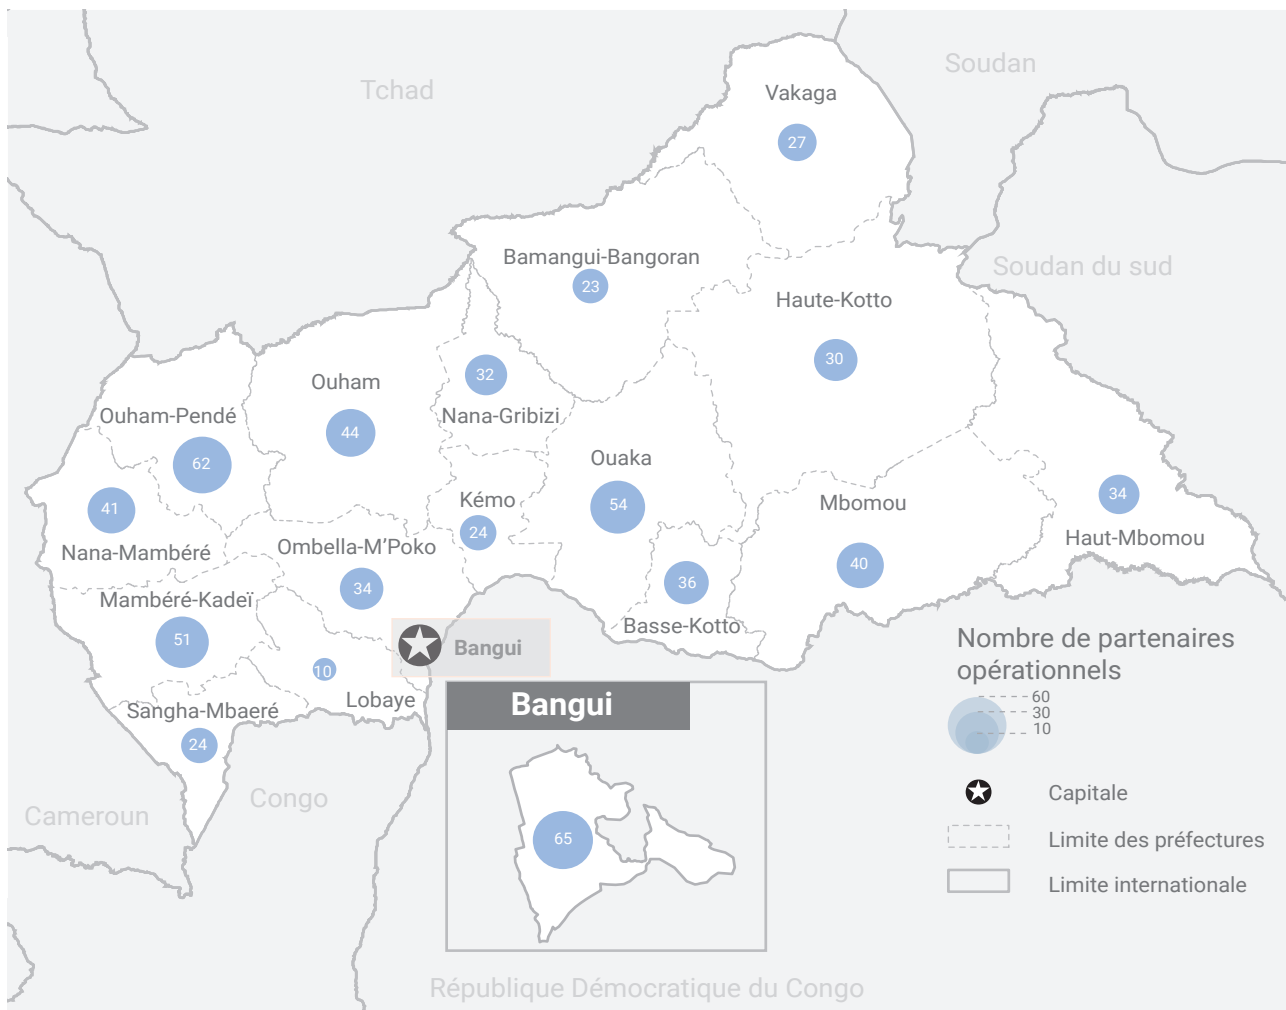 Soudan
Tchad
Vakaga
27
Bamangui-Bangoran
23
Soudan du sud
Haute-Kotto
30
Ouham
44
32
Nana-Gribizi
Ouham-Pendé
62
Ouaka
54
Kémo
24
Mbomou
40
34
Haut-Mbomou
41
Nana-Mambéré
Ombella-M'Poko
34
36
Basse-Kotto
Mambéré-Kadeï
51
Bangui
10
Lobaye
Sangha-Mbaeré
24
Bangui
65
Nombre de partenaires
opérationnels
60
30
10
Capitale
Limite des préfectures
Limite internationale
Cameroun
Congo
République Démocratique du Congo